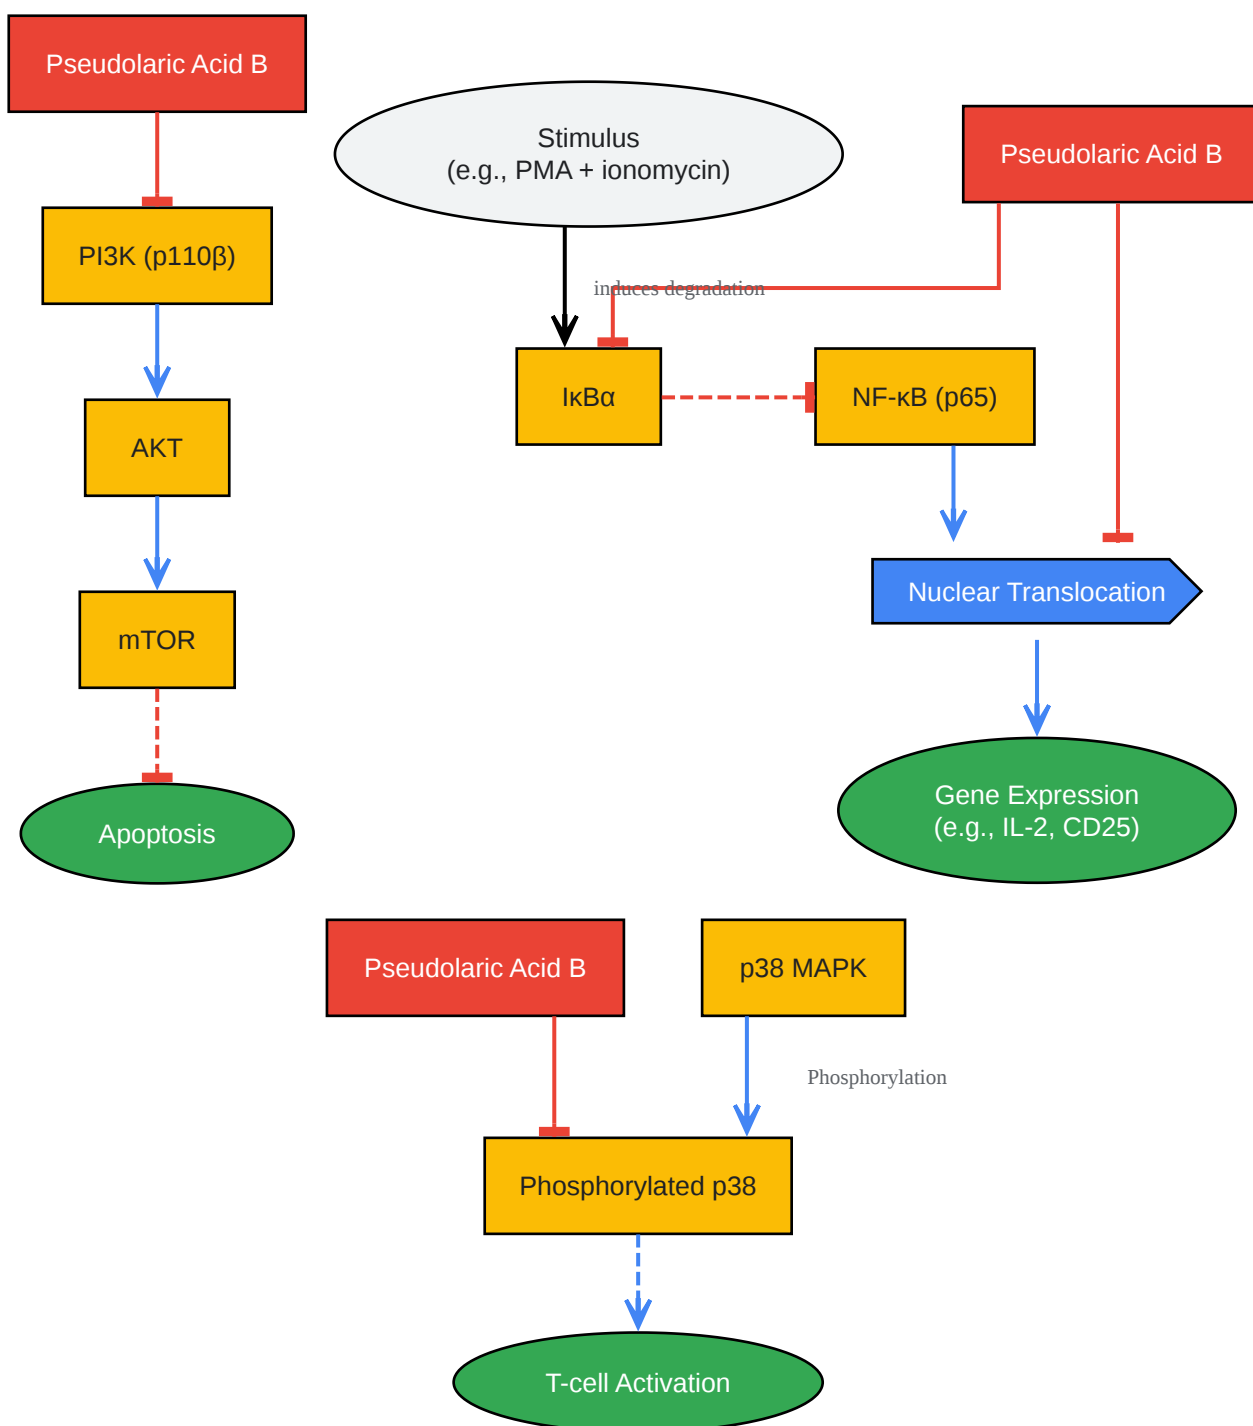 Pseudolaric Acid B
PI3K (p110β)
AKT
mTOR
Apoptosis
Stimulus
(e.g., PMA + ionomycin)
Pseudolaric Acid B
induces degradation
IκBα
NF-κB (p65)
Nuclear Translocation
Gene Expression
(e.g., IL-2, CD25)
Pseudolaric Acid B
p38 MAPK
Phosphorylation
Phosphorylated p38
T-cell Activation